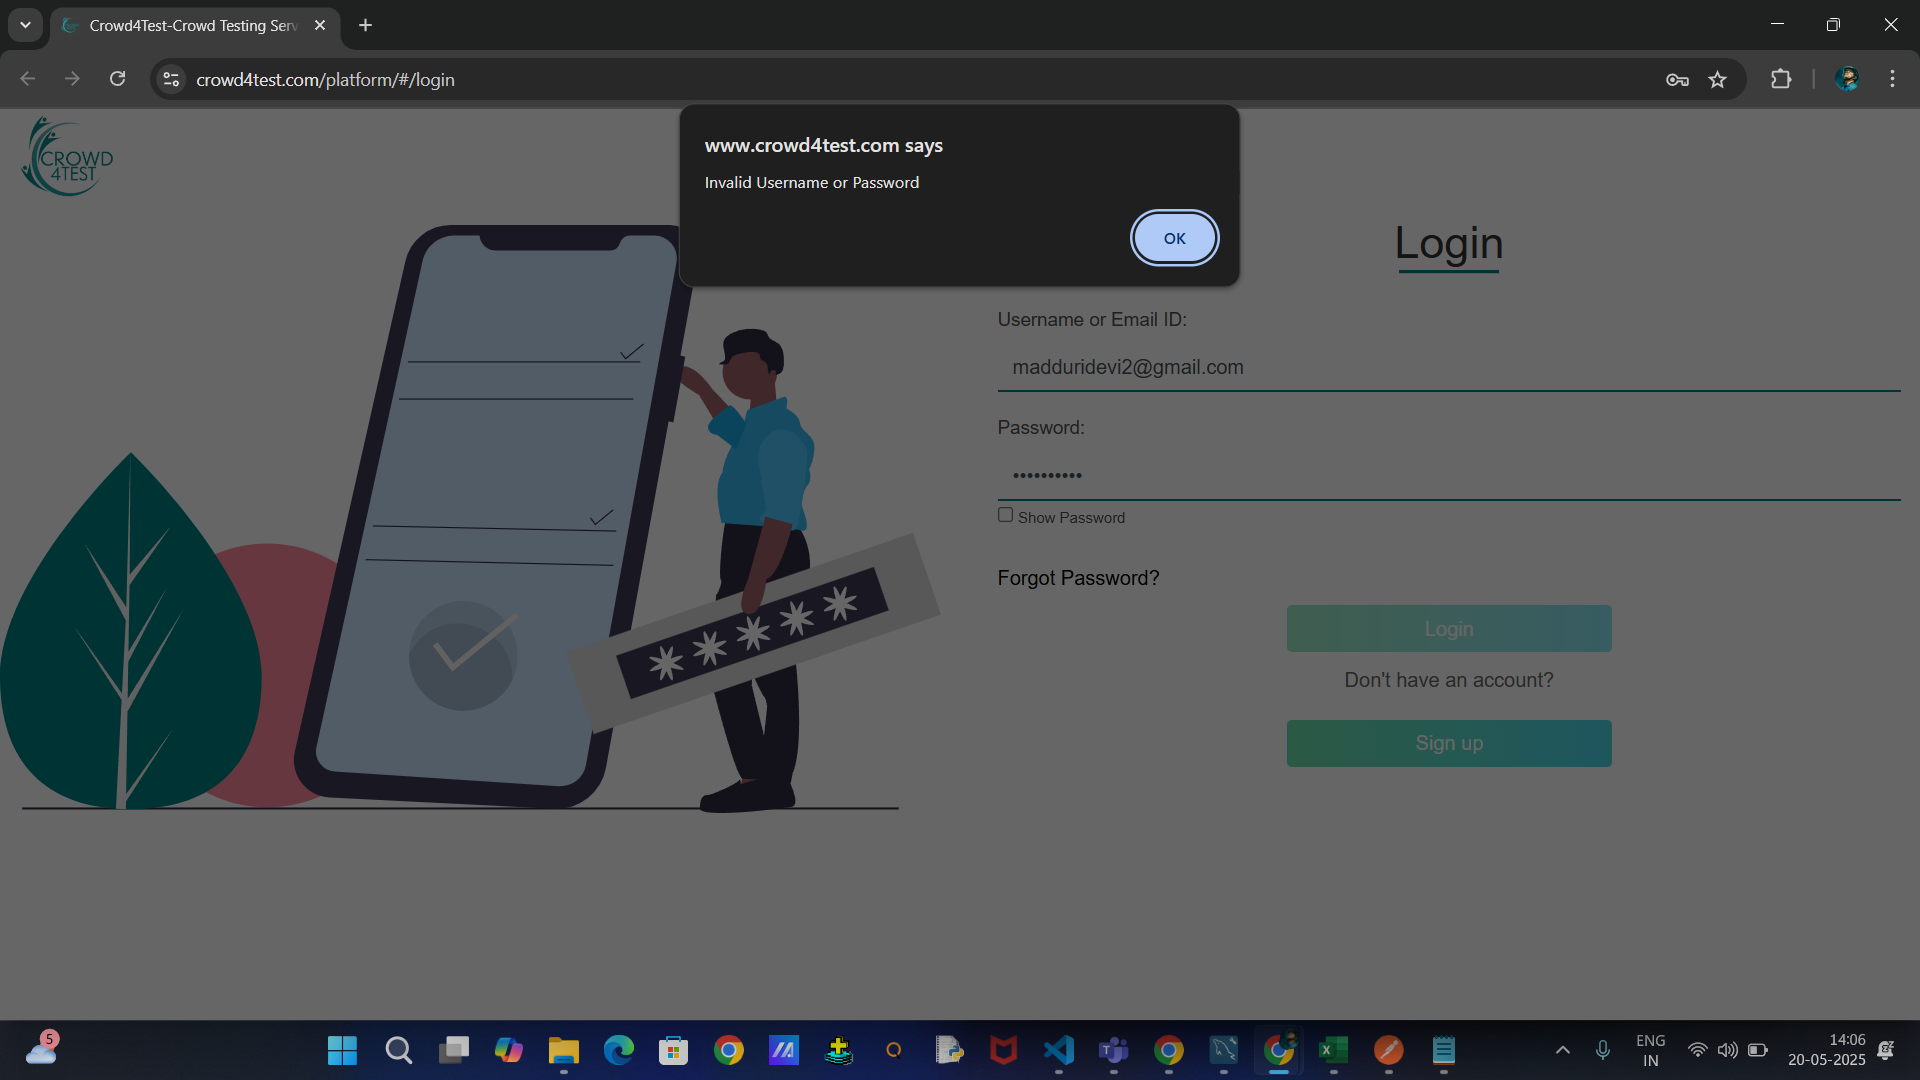 Crowd4Test-Crowd Testing Serv
crowd4test.com/platform/#/login
CROWD
4TEST
www.crowd4test.com says
Invalid Username or Password
OK
Login
Username or Email ID:
madduridevi2@gmail.com
Password:
••••••••••
Show Password
Forgot Password?
Login
Don't have an account?
Sign up
5
ENG
IN
14:06
20-05-2025